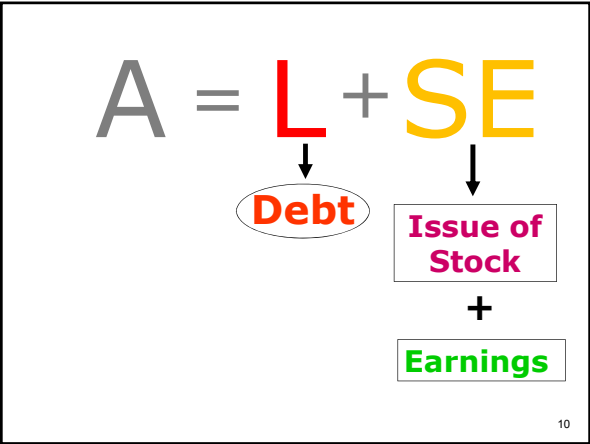 A = L + SE
Debt
Issue of
Stock
+
Earnings
10